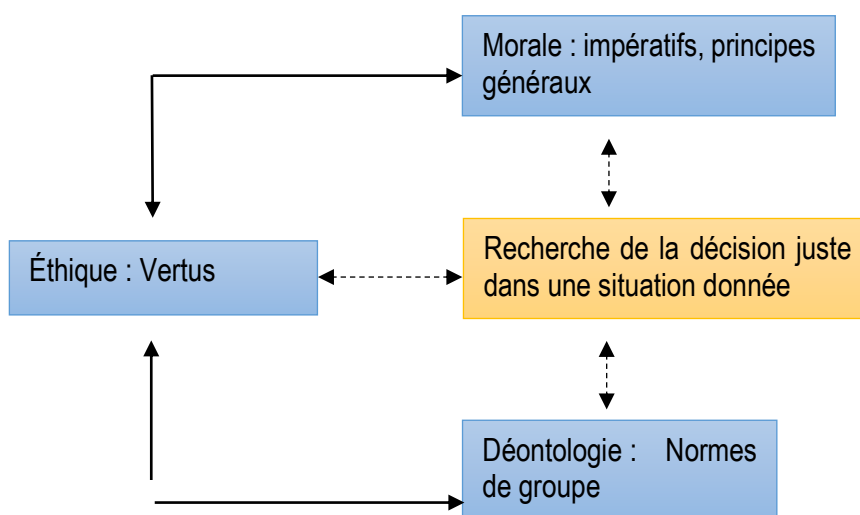 Morale : impératifs, principes
généraux
Éthique : Vertus
Recherche de la décision juste
dans une situation donnée
Déontologie : Normes
de groupe